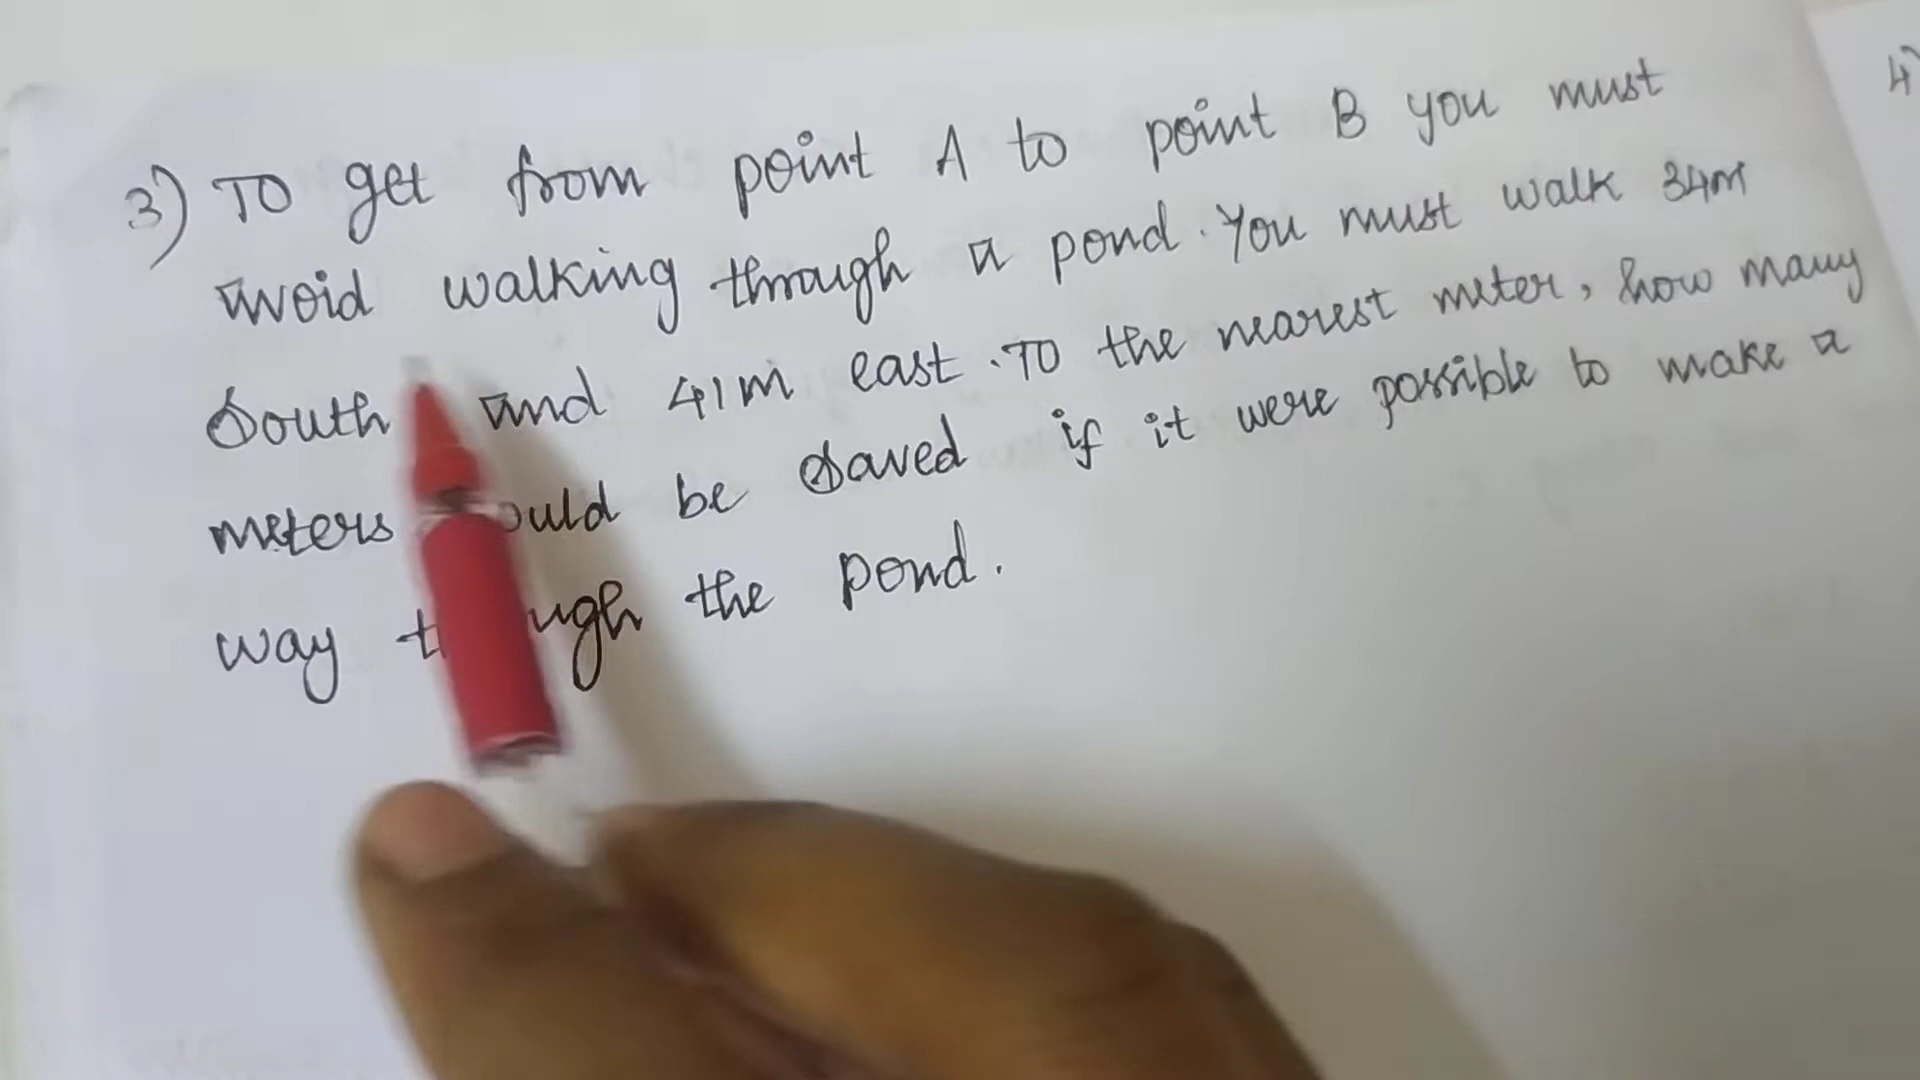 3) To get from point A to point B you must
avoid walking through a pond. You must walk 34m
South and 41m east. To the nearest meter, how many
meters ould be saved if it were possible to make a
way t ugh the pond.
4)